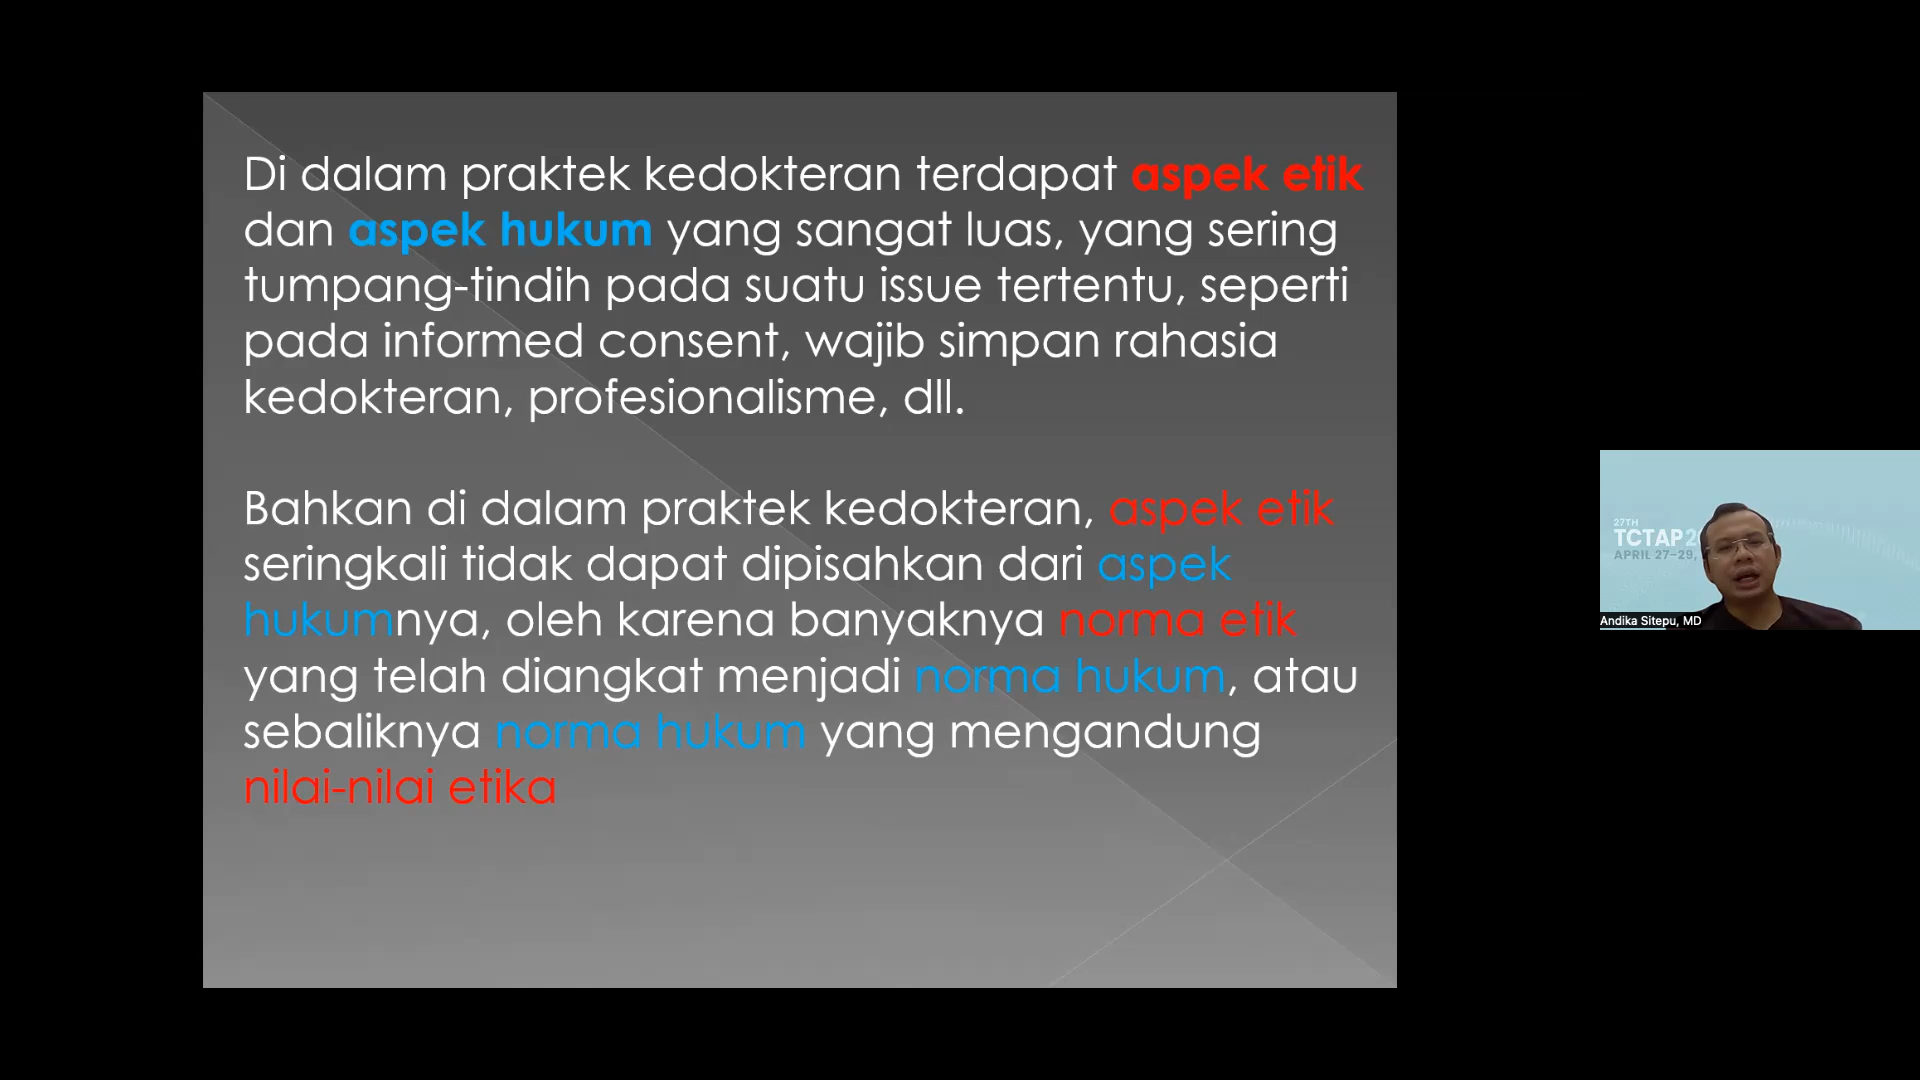 Di dalam praktek kedokteran terdapat aspek etik
dan aspek hukum yang sangat luas, yang sering
tumpang-tindih pada suatu issue tertentu, seperti
pada informed consent, wajib simpan rahasia
kedokteran, profesionalisme, dll.
Bahkan di dalam praktek kedokteran, aspek etik
seringkali tidak dapat dipisahkan dari aspek
hukumnya, oleh karena banyaknya norma etik
yang telah diangkat menjadi norma hukum, atau
sebaliknya norma hukum yang mengandung
nilai-nilai etika
27TH
TCTAP2
APRIL 27-29,
Andika Sitepu, MD